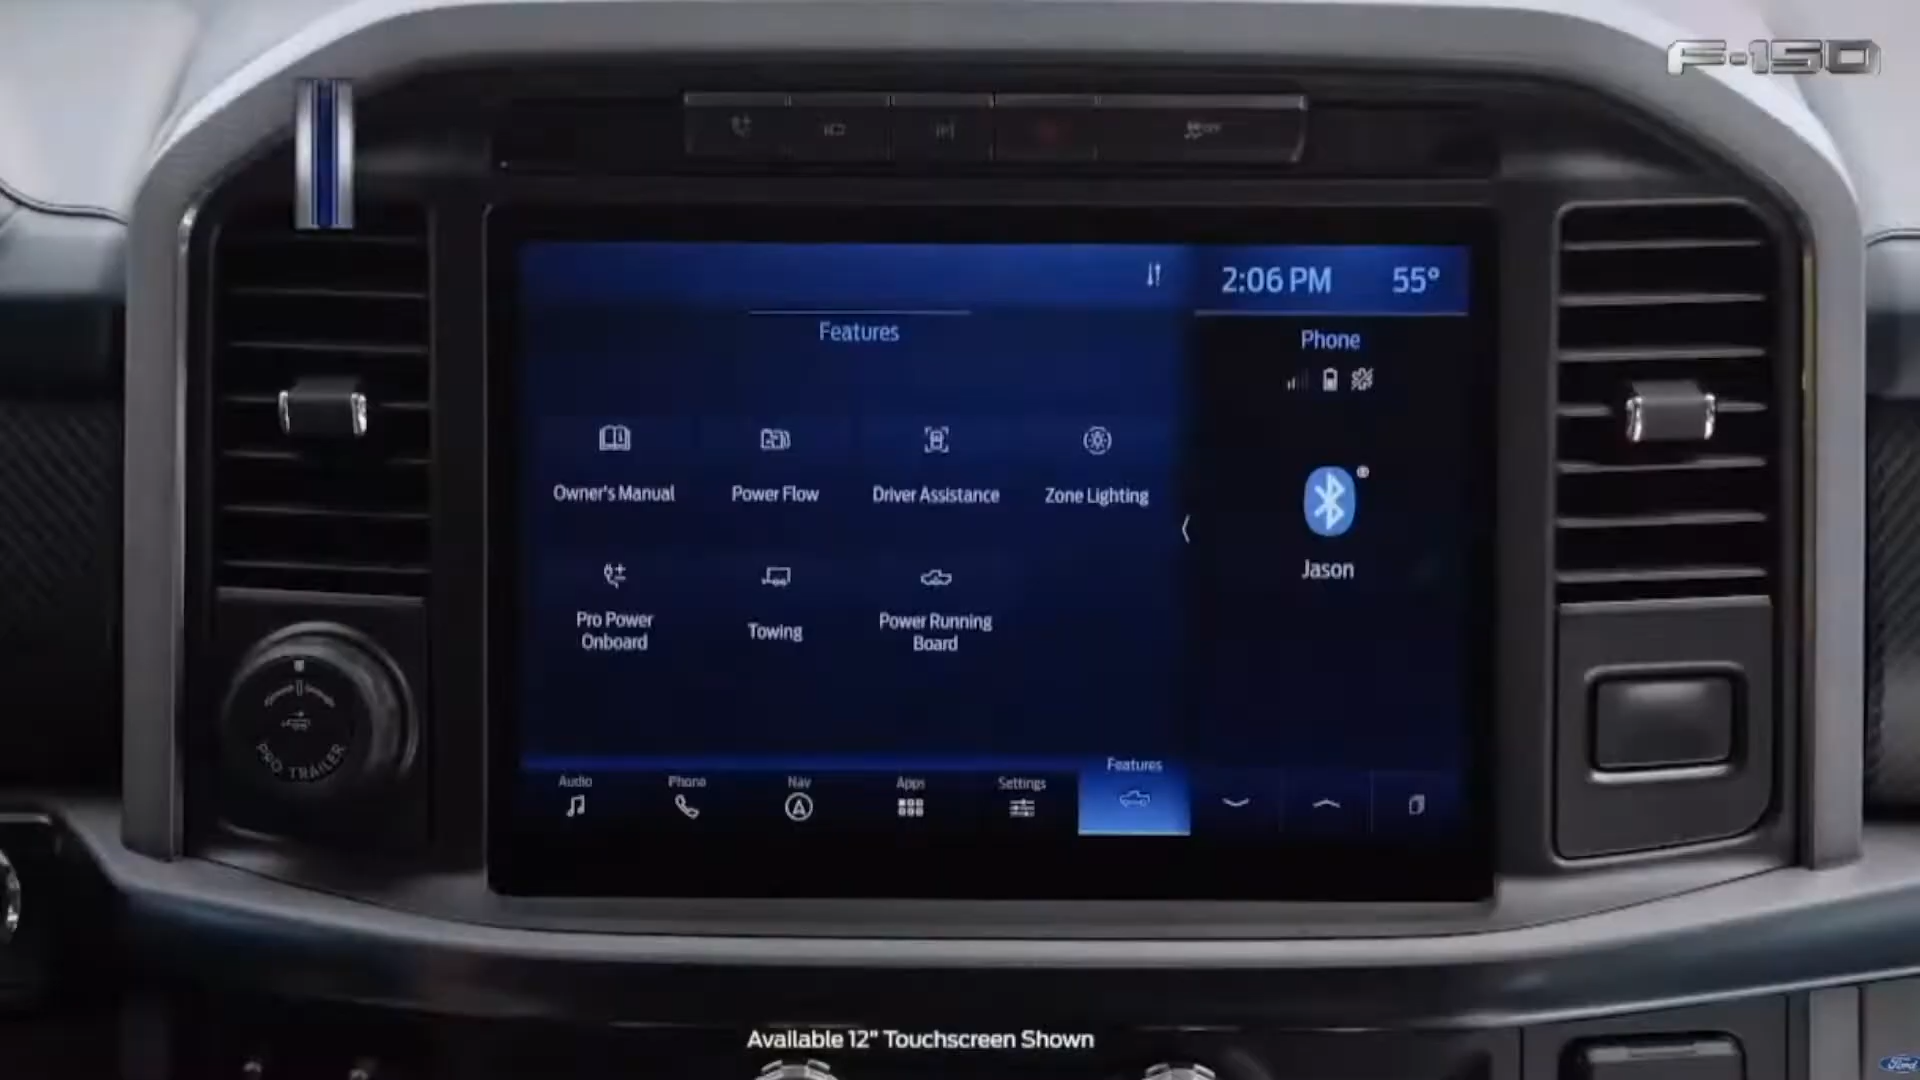 F-150
2:06 PM 55°
Features
Phone
Owner's Manual
Power Flow
Driver Assistance
Zone Lighting
Jason
Pro Power
Onboard
Towing
Power Running
Board
PRO TRAILER
Audio
Phone
Nav
Apps
Settings
Features
Available 12" Touchscreen Shown
Ford